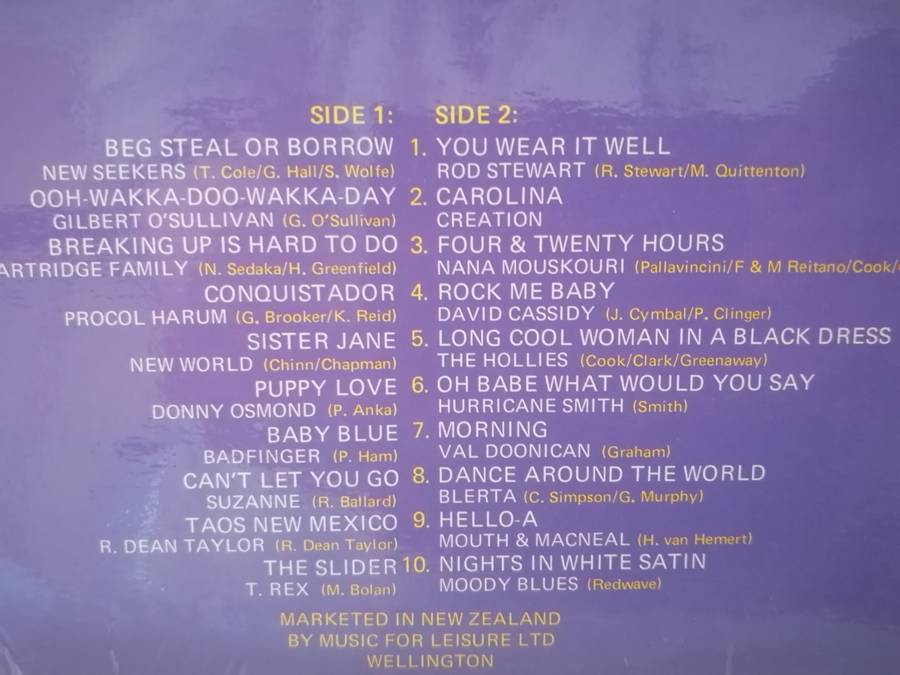 SIDE 1:
BEG STEAL OR BORROW 1.
NEW SEEKERS (T. Cole/G. Hall/S. Wolfe)
OOH-WAKKA-DOO-WAKKA-DAY 2.
GILBERT O'SULLIVAN (G. O'Sullivan)
BREAKING UP IS HARD TO DO 3.
ARTRIDGE FAMILY (N. Sedaka/H. Greenfield)
CONQUISTADOR 4.
PROCOL HARUM (G. Brooker/K. Reid)
SISTER JANE 5.
NEW WORLD (Chinn/Chapman)
PUPPY LOVE 6.
DONNY OSMOND (P. Anka)
BABY BLUE 7.
BADFINGER (P. Ham)
CAN'T LET YOU GO 8.
SUZANNE (R. Ballard)
TAOS NEW MEXICO 9.
R. DEAN TAYLOR (R. Dean Taylor)
THE SLIDER 10.
T. REX (M. Bolan)
SIDE 2:
YOU WEAR IT WELL
ROD STEWART (R. Stewart/M. Quittenton)
CAROLINA
CREATION
FOUR & TWENTY HOURS
NANA MOUSKOURI (Pallavincini/F & M Reitano/Cook/
ROCK ME BABY
DAVID CASSIDY (J. Cymbal/P. Clinger)
LONG COOL WOMAN IN A BLACK DRESS
THE HOLLIES (Cook/Clark/Greenaway)
OH BABE WHAT WOULD YOU SAY
HURRICANE SMITH (Smith)
MORNING
VAL DOONICAN (Graham)
DANCE AROUND THE WORLD
BLERTA (C. Simpson/G. Murphy)
HELLO-A
MOUTH & MACNEAL (H. van Hemert)
NIGHTS IN WHITE SATIN
MOODY BLUES (Redwave)
MARKETED IN NEW ZEALAND
BY MUSIC FOR LEISURE LTD
WELLINGTON